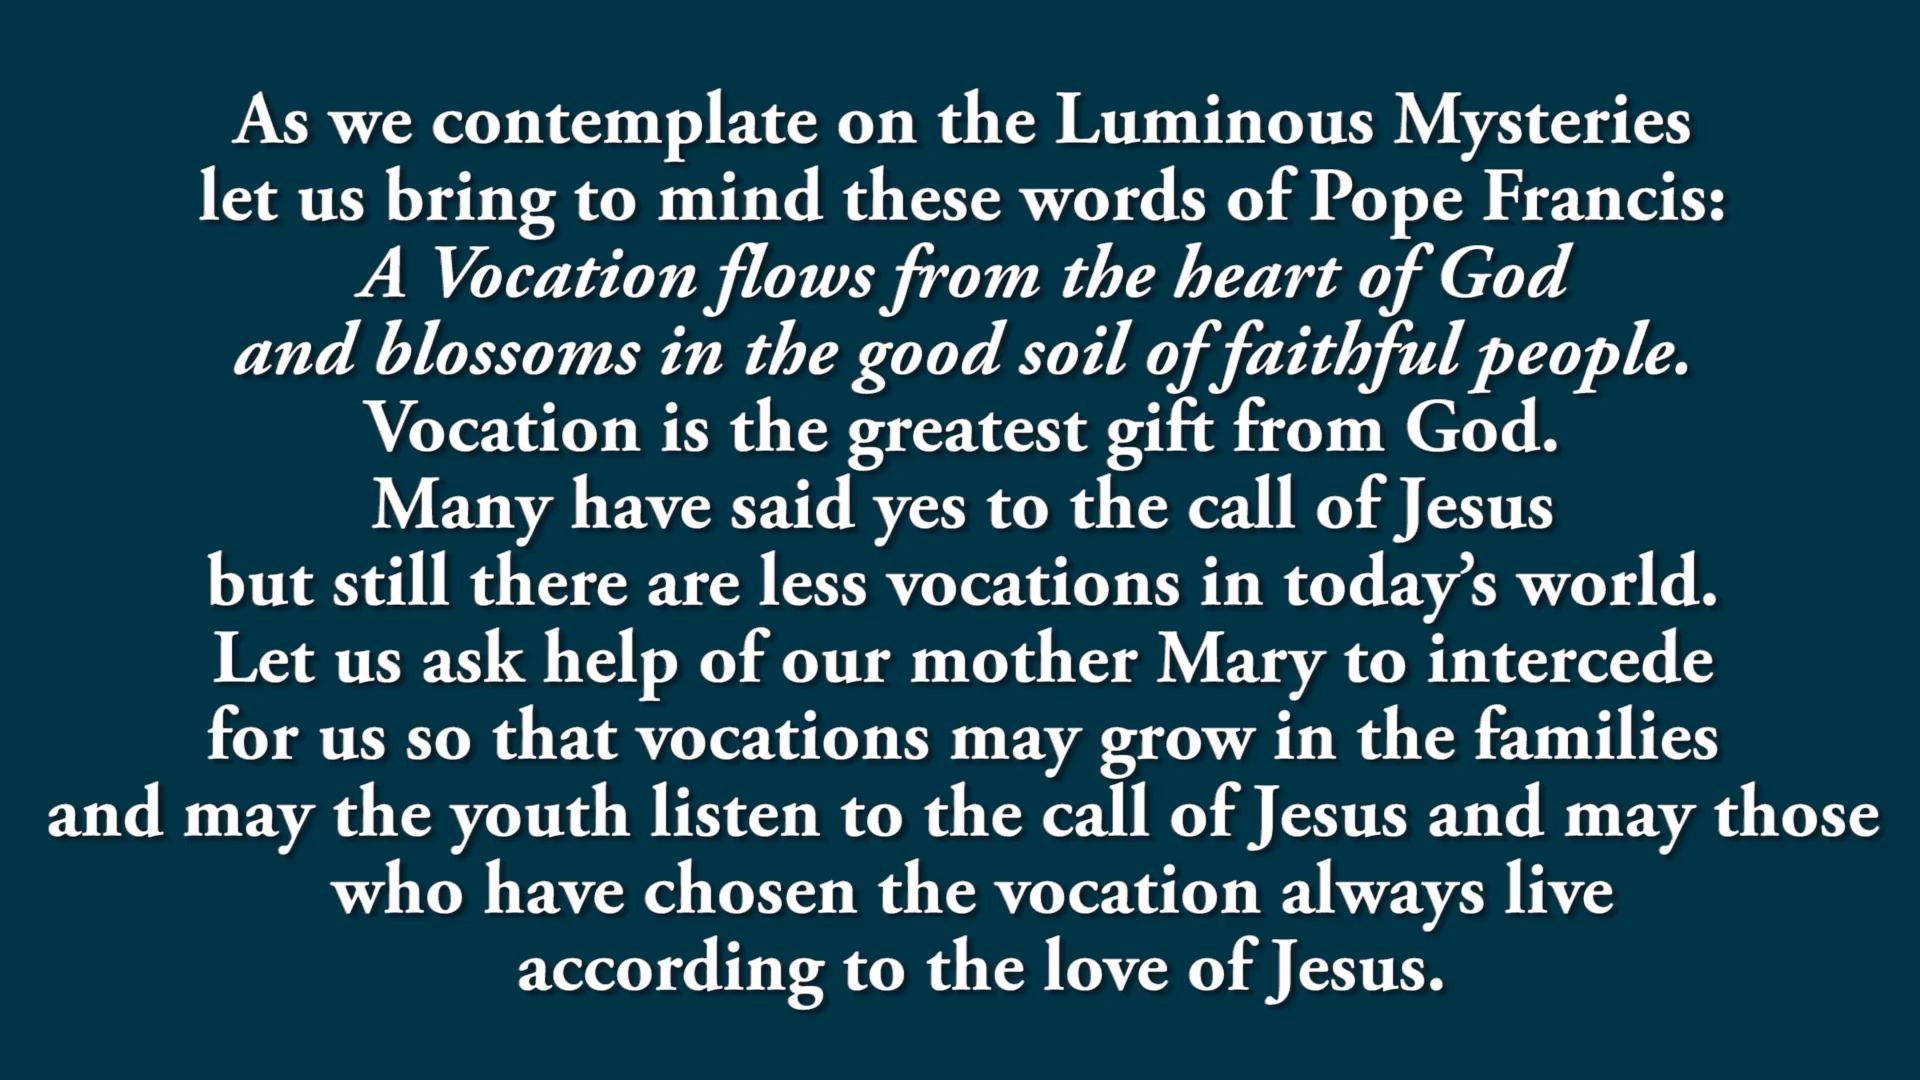 As we contemplate on the Luminous Mysteries
let us bring to mind these words of Pope Francis:
A Vocation flows from the heart of God
and blossoms in the good soil of faithful people.
Vocation is the greatest gift from God.
Many have said yes to the call of Jesus
but still there are less vocations in today’s world.
Let us ask help of our mother Mary to intercede
for us so that vocations may grow in the families
and may the youth listen to the call of Jesus and may those
who have chosen the vocation always live
according to the love of Jesus.